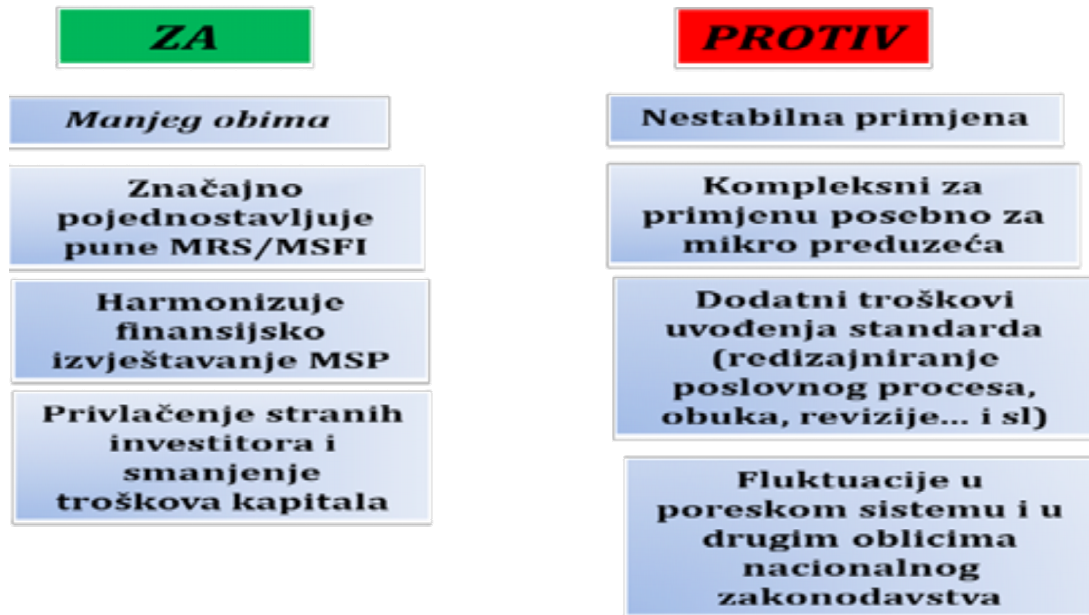 ZA
Manjeg obima
Značajno
pojednostavljuje
pune MRS/MSFI
Harmonizuje
finansijsko
izvještavanje MSP
Privlačenje stranih
investitora i
smanjenje
troškova kapitala
PROTIV
Nestabilna primjena
Kompleksni za
primjenu posebno za
mikro preduzeća
Dodatni troškovi
uvođenja standarda
(redizajniranje
poslovnog procesa,
obuka, revizije... i sl)
Fluktuacije u
poreskom sistemu i u
drugim oblicima
nacionalnog
zakonodavstva